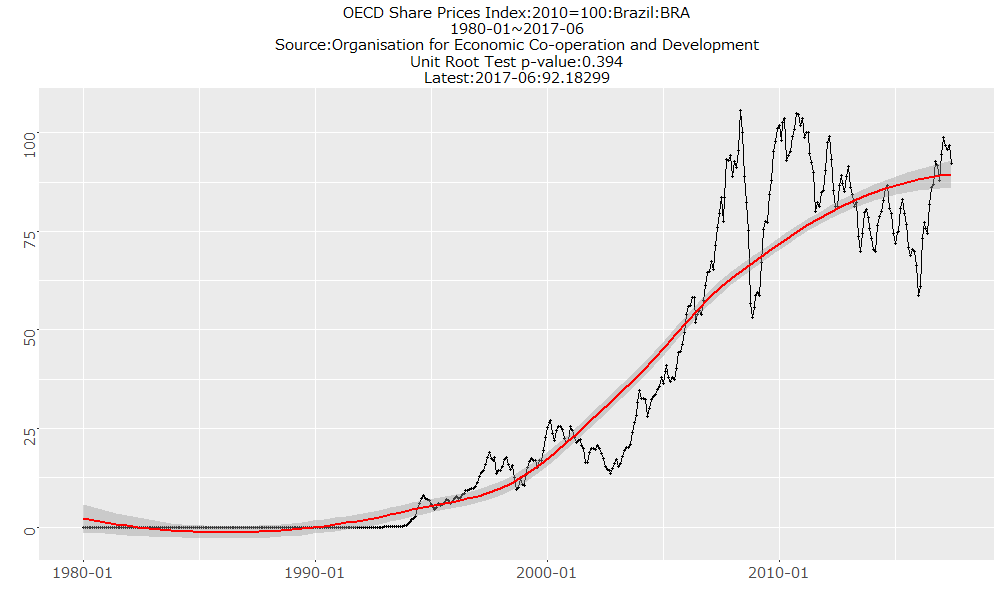 OECD Share Prices Index:2010=100:Brazil:BRA
1980-01~2017-06
Source:Organisation for Economic Co-operation and Development
Unit Root Test p-value:0.394
Latest:2017-06:92.18299
100
75
50
25
0
1980-01
1990-01
2000-01
2010-01